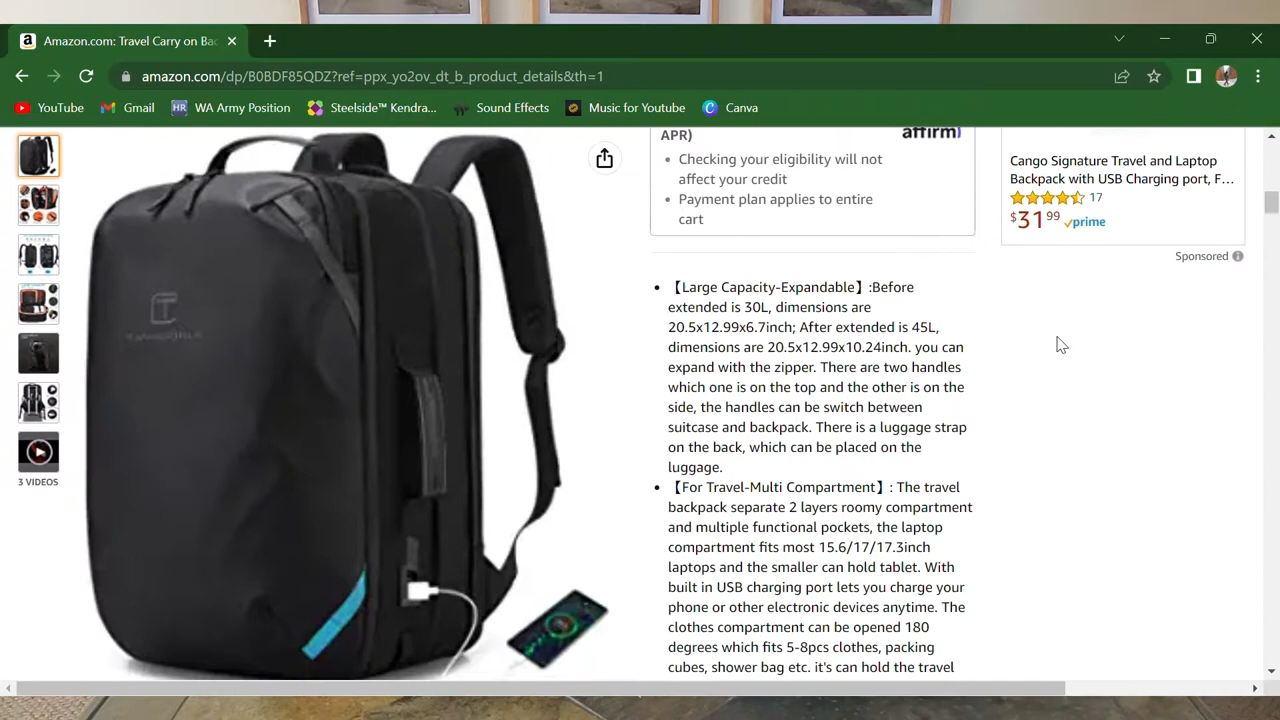 Amazon.com: Travel Carry on Bac
amazon.com/dp/B0BDF85QDZ?ref=ppx_yo2ov_dt_b_product_details&th=1
YouTube
Gmail
HR
WA Army Position
Steelside™ Kendra...
Sound Effects
Music for Youtube
Canva
3 VIDEOS
APR)
affirm
• Checking your eligibility will not
affect your credit
• Payment plan applies to entire
cart
• 【Large Capacity-Expandable】:Before
extended is 30L, dimensions are
20.5x12.99x6.7inch; After extended is 45L,
dimensions are 20.5x12.99x10.24inch. you can
expand with the zipper. There are two handles
which one is on the top and the other is on the
side, the handles can be switch between
suitcase and backpack. There is a luggage strap
on the back, which can be placed on the
luggage.
• 【For Travel-Multi Compartment】: The travel
backpack separate 2 layers roomy compartment
and multiple functional pockets, the laptop
compartment fits most 15.6/17/17.3inch
laptops and the smaller can hold tablet. With
built in USB charging port lets you charge your
phone or other electronic devices anytime. The
clothes compartment can be opened 180
degrees which fits 5-8pcs clothes, packing
cubes, shower bag etc. it's can hold the travel
Cango Signature Travel and Laptop
Backpack with USB Charging port, F...
17
$31.99 prime
Sponsored